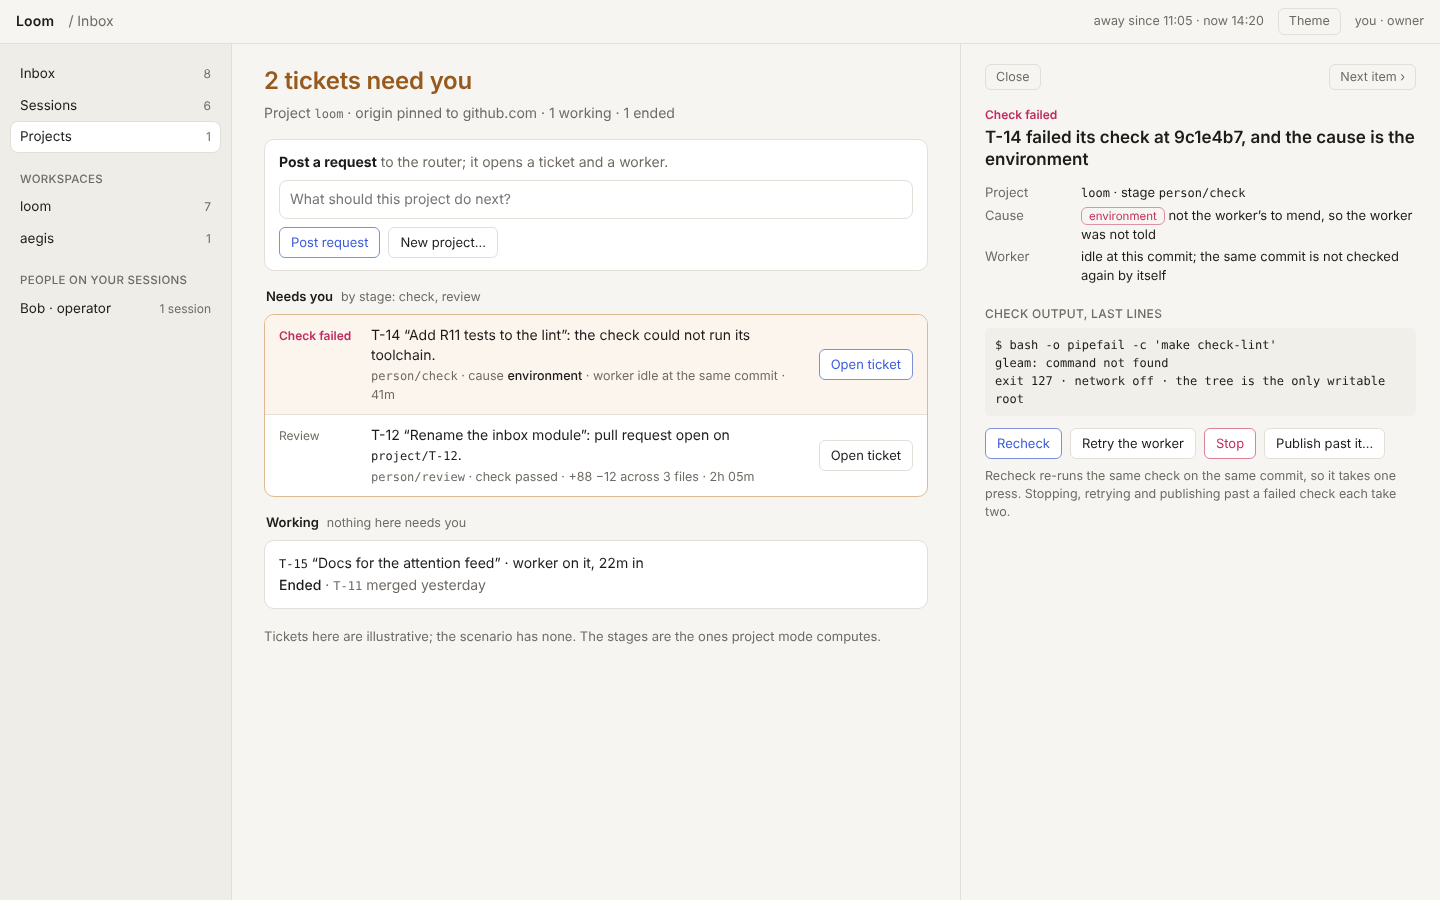 Loom / Inbox
away since 11:05 · now 14:20
Theme
you · owner
Inbox 8
Sessions 6
Projects 1
WORKSPACES
loom 7
aegis 1
PEOPLE ON YOUR SESSIONS
Bob · operator 1 session
2 tickets need you
Project loom · origin pinned to github.com · 1 working · 1 ended
Post a request to the router; it opens a ticket and a worker.
What should this project do next?
Post request
New project...
Needs you by stage: check, review
Check failed
T-14 “Add R11 tests to the lint”: the check could not run its
toolchain.
person/check · cause environment · worker idle at the same commit ·
41m
Open ticket
Review
T-12 “Rename the inbox module”: pull request open on
project/T-12.
person/review · check passed · +88 −12 across 3 files · 2h 05m
Open ticket
Working nothing here needs you
T-15 “Docs for the attention feed” · worker on it, 22m in
Ended · T-11 merged yesterday
Tickets here are illustrative; the scenario has none. The stages are the ones project mode computes.
Close
Next item ›
Check failed
T-14 failed its check at 9c1e4b7, and the cause is the
environment
Project loom · stage person/check
Cause environment not the worker’s to mend, so the worker
was not told
Worker idle at this commit; the same commit is not checked
again by itself
CHECK OUTPUT, LAST LINES
$ bash -o pipefail -c 'make check-lint'
gleam: command not found
exit 127 · network off · the tree is the only writable
root
Recheck
Retry the worker
Stop
Publish past it...
Recheck re-runs the same check on the same commit, so it takes one
press. Stopping, retrying and publishing past a failed check each take
two.